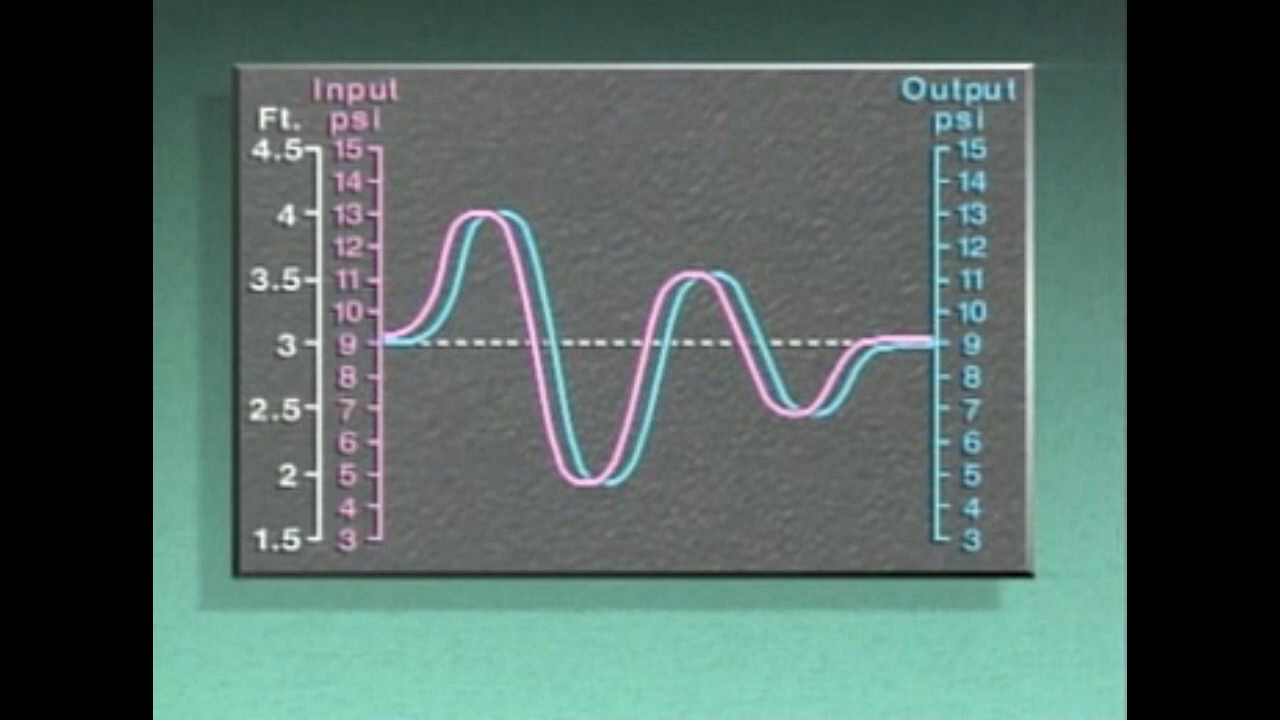 Input Output
Ft. psi psi
4.5 15 15
14 14
4 13 13
12 12
3.5 11 11
10 10
3 9 9
8 8
2.5 7 7
6 6
2 5 5
4 4
1.5 3 3